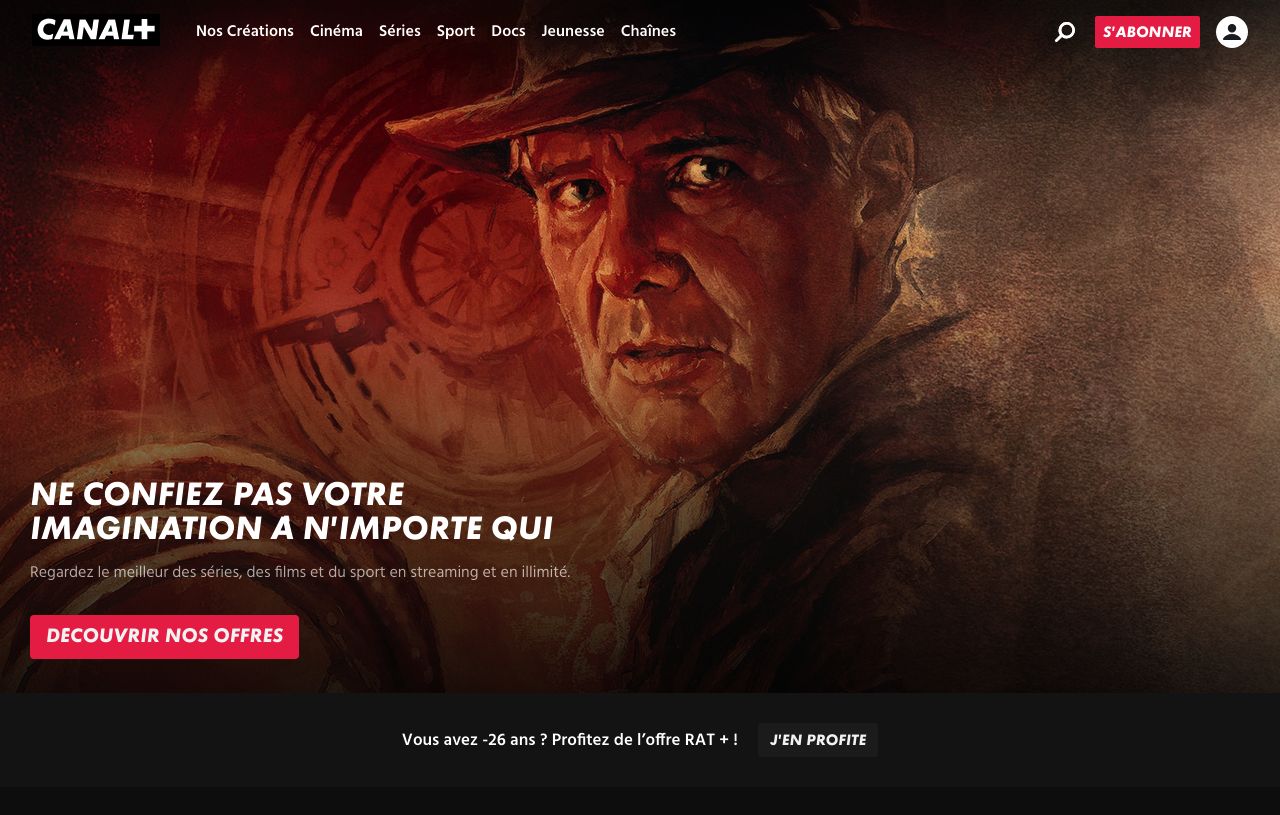 CANAL+
Nos Créations
Cinéma
Séries
Sport
Docs
Jeunesse
Chaînes
S'ABONNER
NE CONFIEZ PAS VOTRE
IMAGINATION A N'IMPORTE QUI
Regardez le meilleur des séries, des films et du sport en streaming et en illimité.
DECOUVRIR NOS OFFRES
Vous avez -26 ans ? Profitez de l’offre RAT + !
J'EN PROFITE